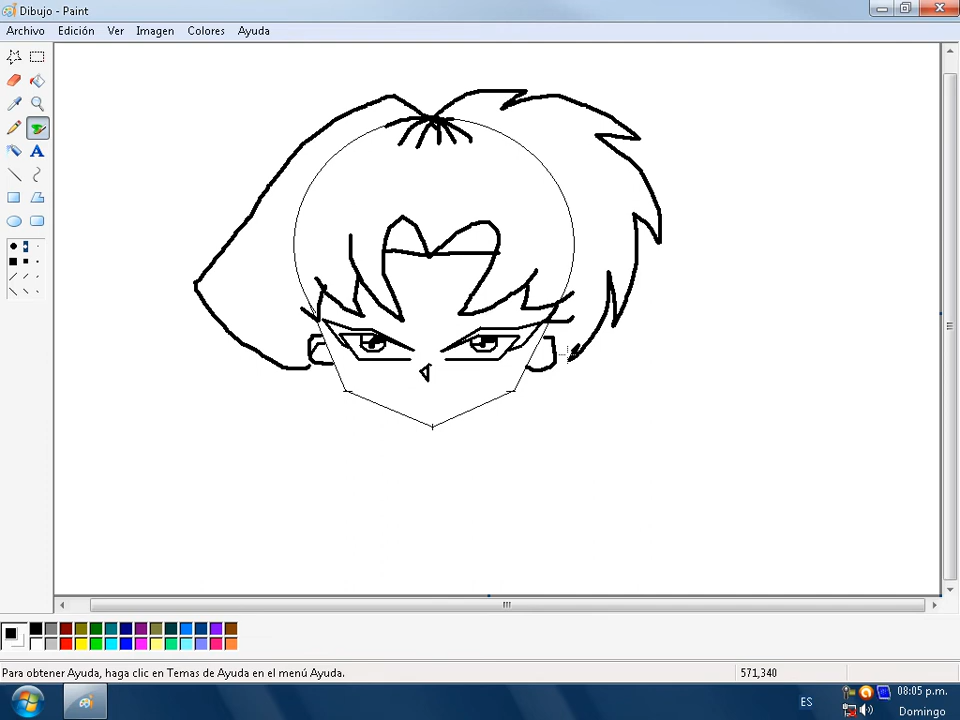 Dibujo - Paint
Archivo Edición Ver Imagen Colores Ayuda
A
Para obtener Ayuda, haga clic en Temas de Ayuda en el menú Ayuda.
571,340
ES
08:05 p.m.
Domingo